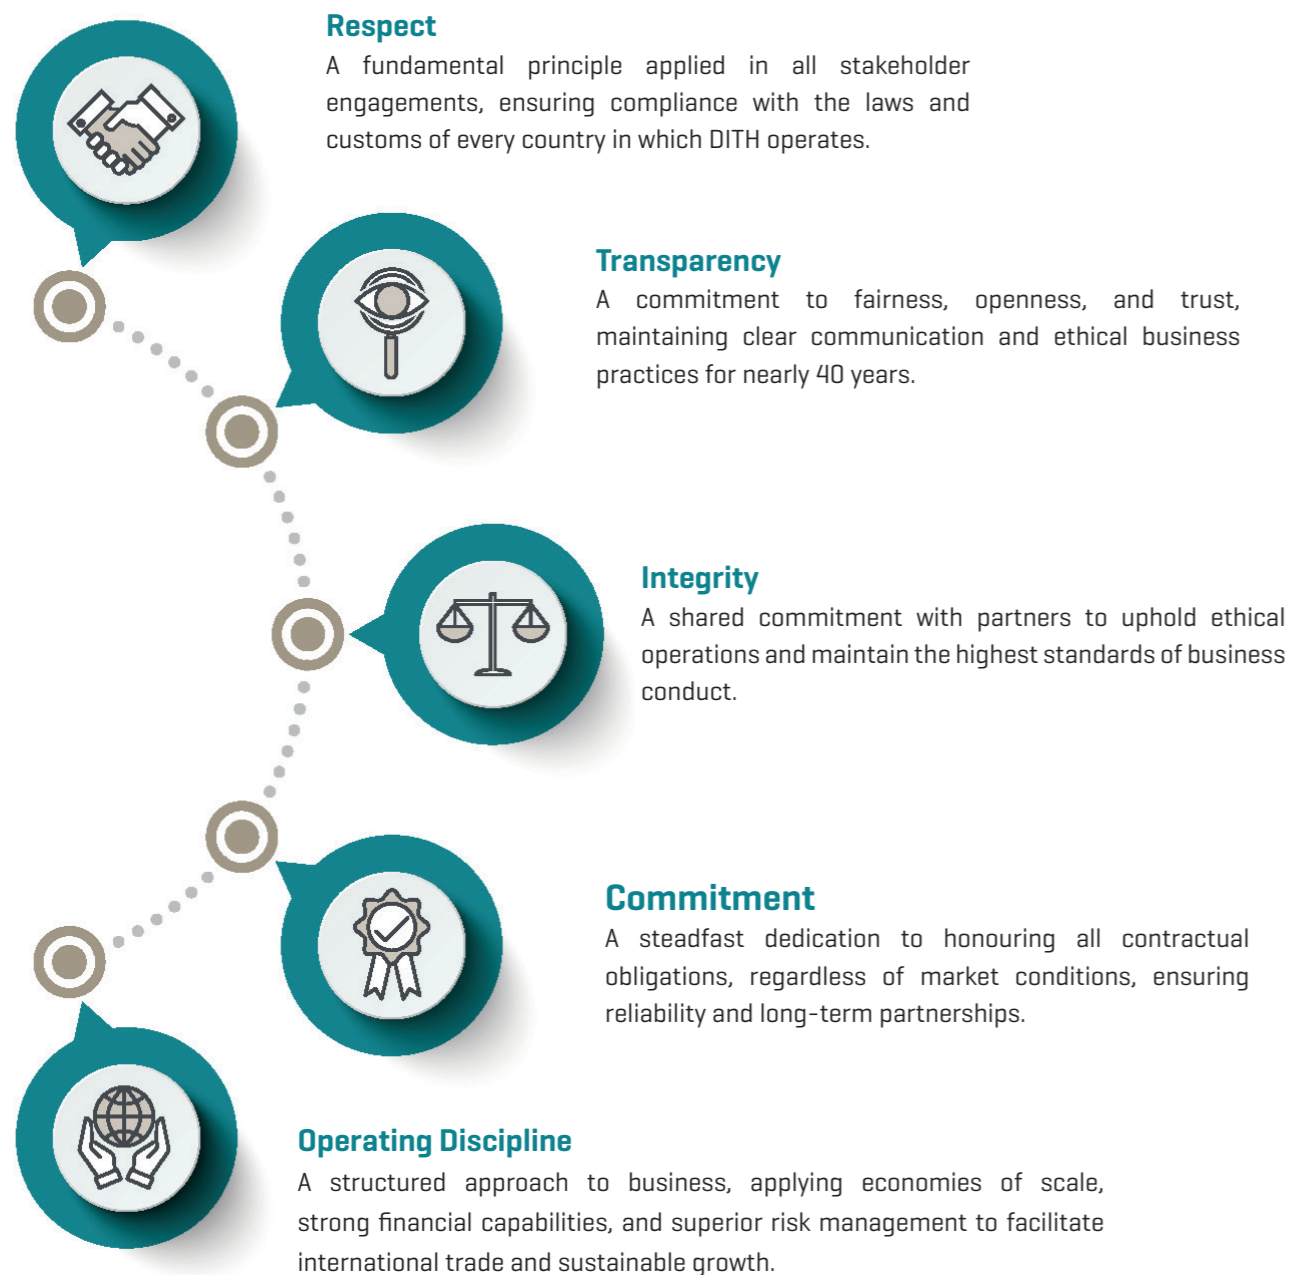 Respect
A fundamental principle applied in all stakeholder
engagements, ensuring compliance with the laws and
customs of every country in which DITH operates.
Transparency
A commitment to fairness, openness, and trust,
maintaining clear communication and ethical business
practices for nearly 40 years.
Integrity
A shared commitment with partners to uphold ethical
operations and maintain the highest standards of business
conduct.
Commitment
A steadfast dedication to honouring all contractual
obligations, regardless of market conditions, ensuring
reliability and long-term partnerships.
Operating Discipline
A structured approach to business, applying economies of scale,
strong financial capabilities, and superior risk management to facilitate
international trade and sustainable growth.